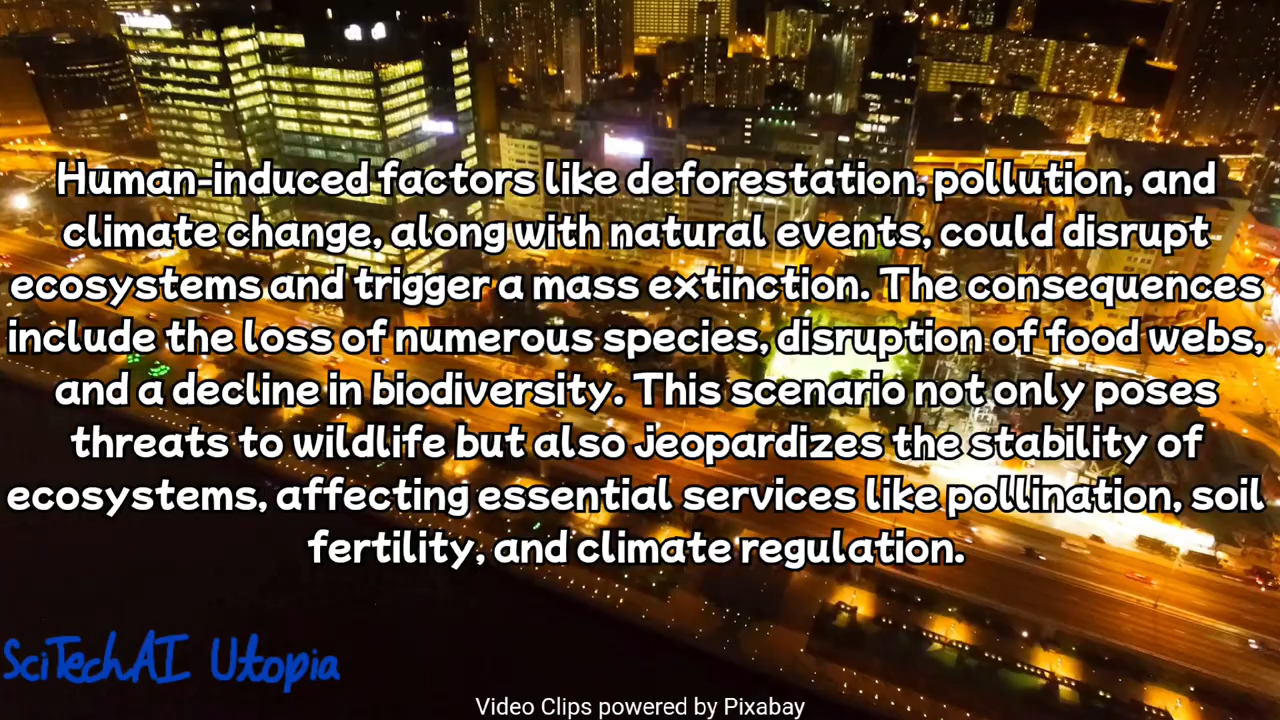 Human-induced factors like deforestation, pollution, and
climate change, along with natural events, could disrupt
ecosystems and trigger a mass extinction. The consequences
include the loss of numerous species, disruption of food webs,
and a decline in biodiversity. This scenario not only poses
threats to wildlife but also jeopardizes the stability of
ecosystems, affecting essential services like pollination, soil
fertility, and climate regulation.
SciTechAI Utopia
Video Clips powered by Pixabay